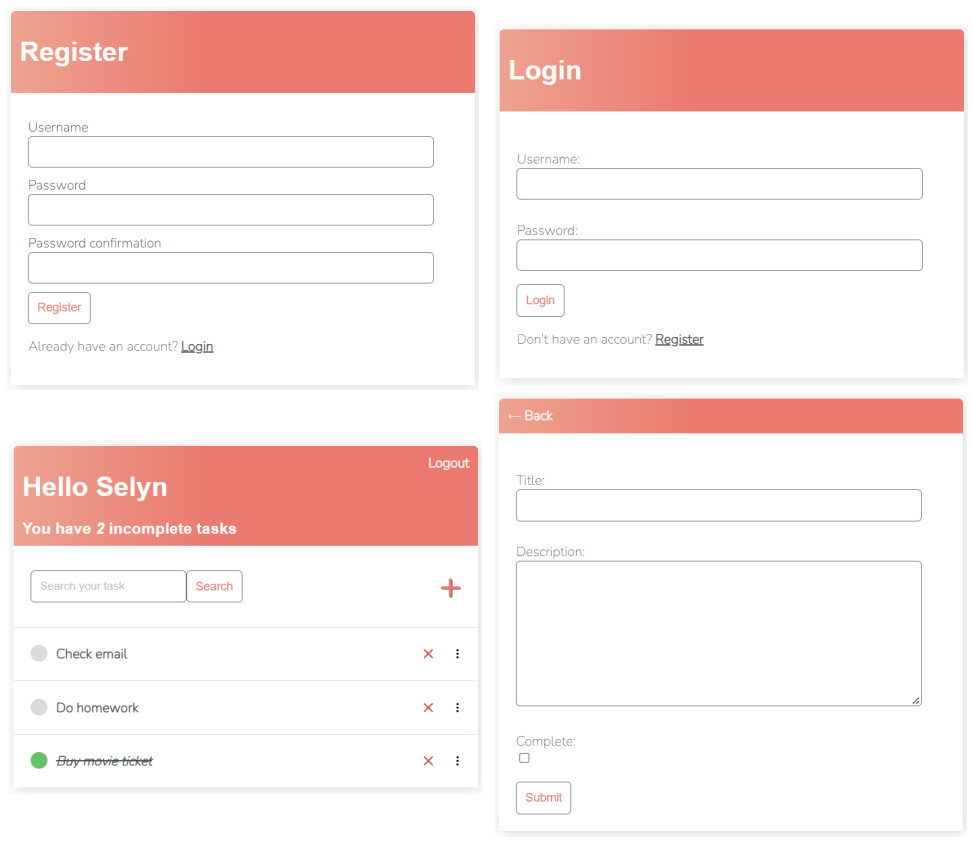 Register
Username
Password
Password confirmation
Register
Already have an account? Login
Login
Username:
Password:
Login
Don't have an account? Register
Logout
Hello Selyn
You have 2 incomplete tasks
Search your task Search
Check email
Do homework
Buy movie ticket
← Back
Title:
Description:
Complete:
Submit